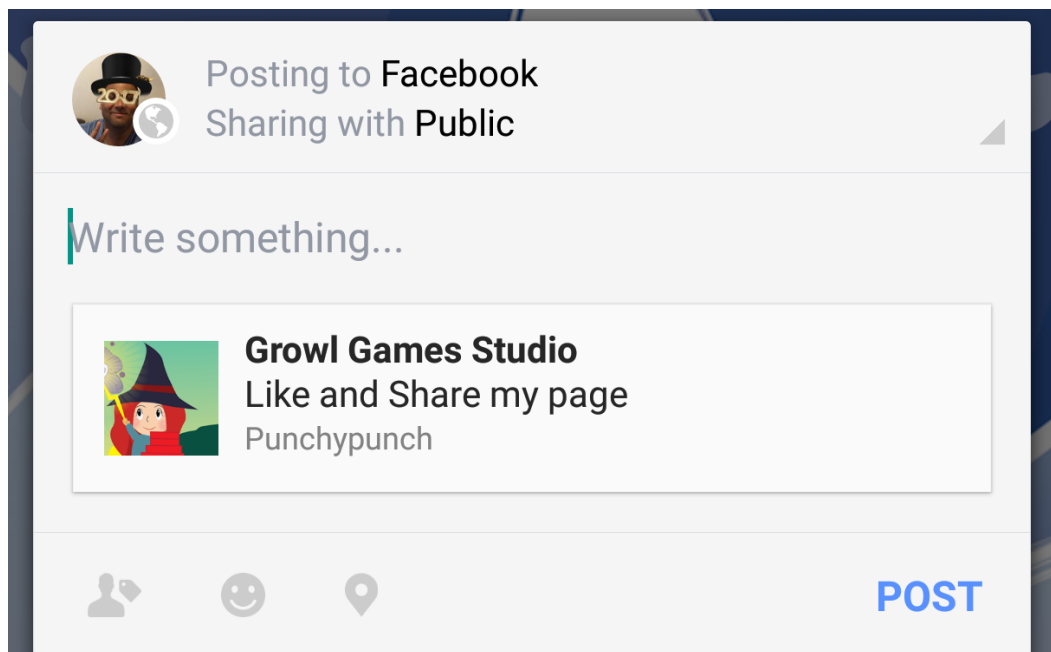 Posting to Facebook
Sharing with Public
Write something...
Growl Games Studio
Like and Share my page
Punchypunch
POST